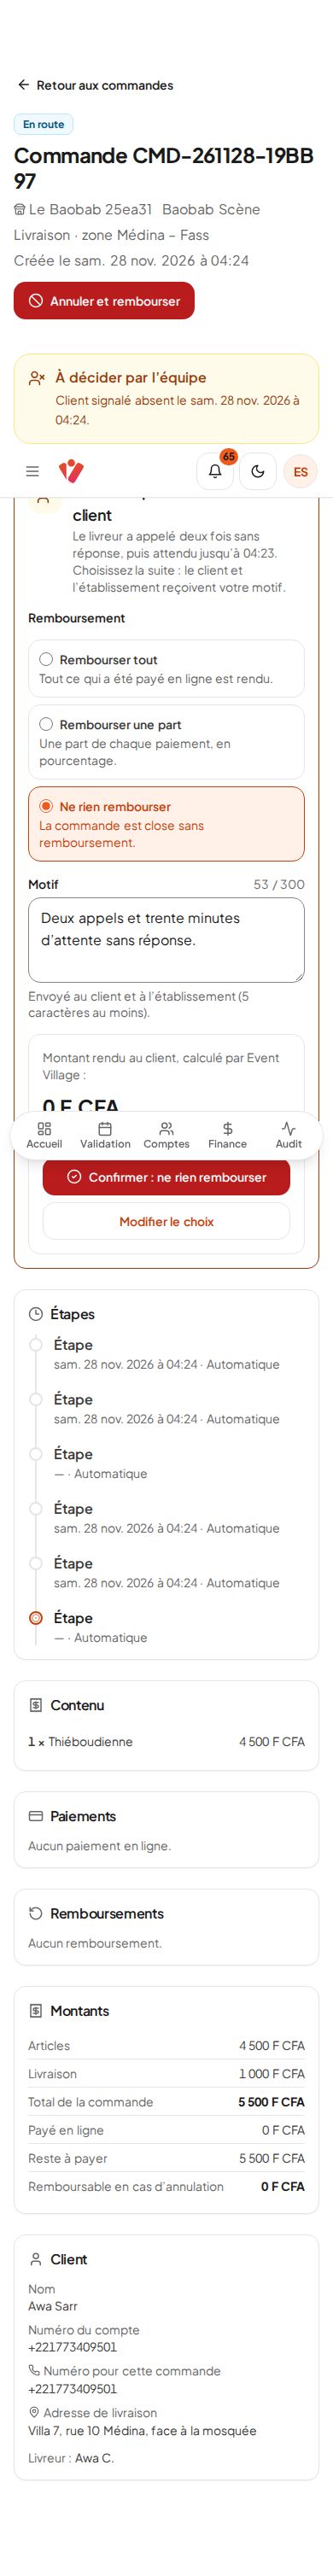 Retour aux commandes
En route
Commande CMD-261128-19BB
97
Le Baobab 25ea31 Baobab Scène
Livraison · zone Médina – Fass
Créée le sam. 28 nov. 2026 à 04:24
Annuler et rembourser
À décider par l’équipe
Client signalé absent le sam. 28 nov. 2026 à
04:24.
65
ES
client
Le livreur a appelé deux fois sans
réponse, puis attendu jusqu’à 04:23.
Choisissez la suite : le client et
l’établissement reçoivent votre motif.
Remboursement
Rembourser tout
Tout ce qui a été payé en ligne est rendu.
Rembourser une part
Une part de chaque paiement, en
pourcentage.
Ne rien rembourser
La commande est close sans
remboursement.
Motif 53 / 300
Deux appels et trente minutes
d’attente sans réponse.
Envoyé au client et à l’établissement (5
caractères au moins).
Montant rendu au client, calculé par Event
Village :
0 F CFA
Accueil Validation Comptes Finance Audit
Confirmer : ne rien rembourser
Modifier le choix
Étapes
Étape
sam. 28 nov. 2026 à 04:24 · Automatique
Étape
sam. 28 nov. 2026 à 04:24 · Automatique
Étape
— · Automatique
Étape
sam. 28 nov. 2026 à 04:24 · Automatique
Étape
sam. 28 nov. 2026 à 04:24 · Automatique
Étape
— · Automatique
Contenu
1 × Thiéboudienne 4 500 F CFA
Paiements
Aucun paiement en ligne.
Remboursements
Aucun remboursement.
Montants
Articles 4 500 F CFA
Livraison 1 000 F CFA
Total de la commande 5 500 F CFA
Payé en ligne 0 F CFA
Reste à payer 5 500 F CFA
Remboursable en cas d’annulation 0 F CFA
Client
Nom
Awa Sarr
Numéro du compte
+221773409501
Numéro pour cette commande
+221773409501
Adresse de livraison
Villa 7, rue 10 Médina, face à la mosquée
Livreur : Awa C.